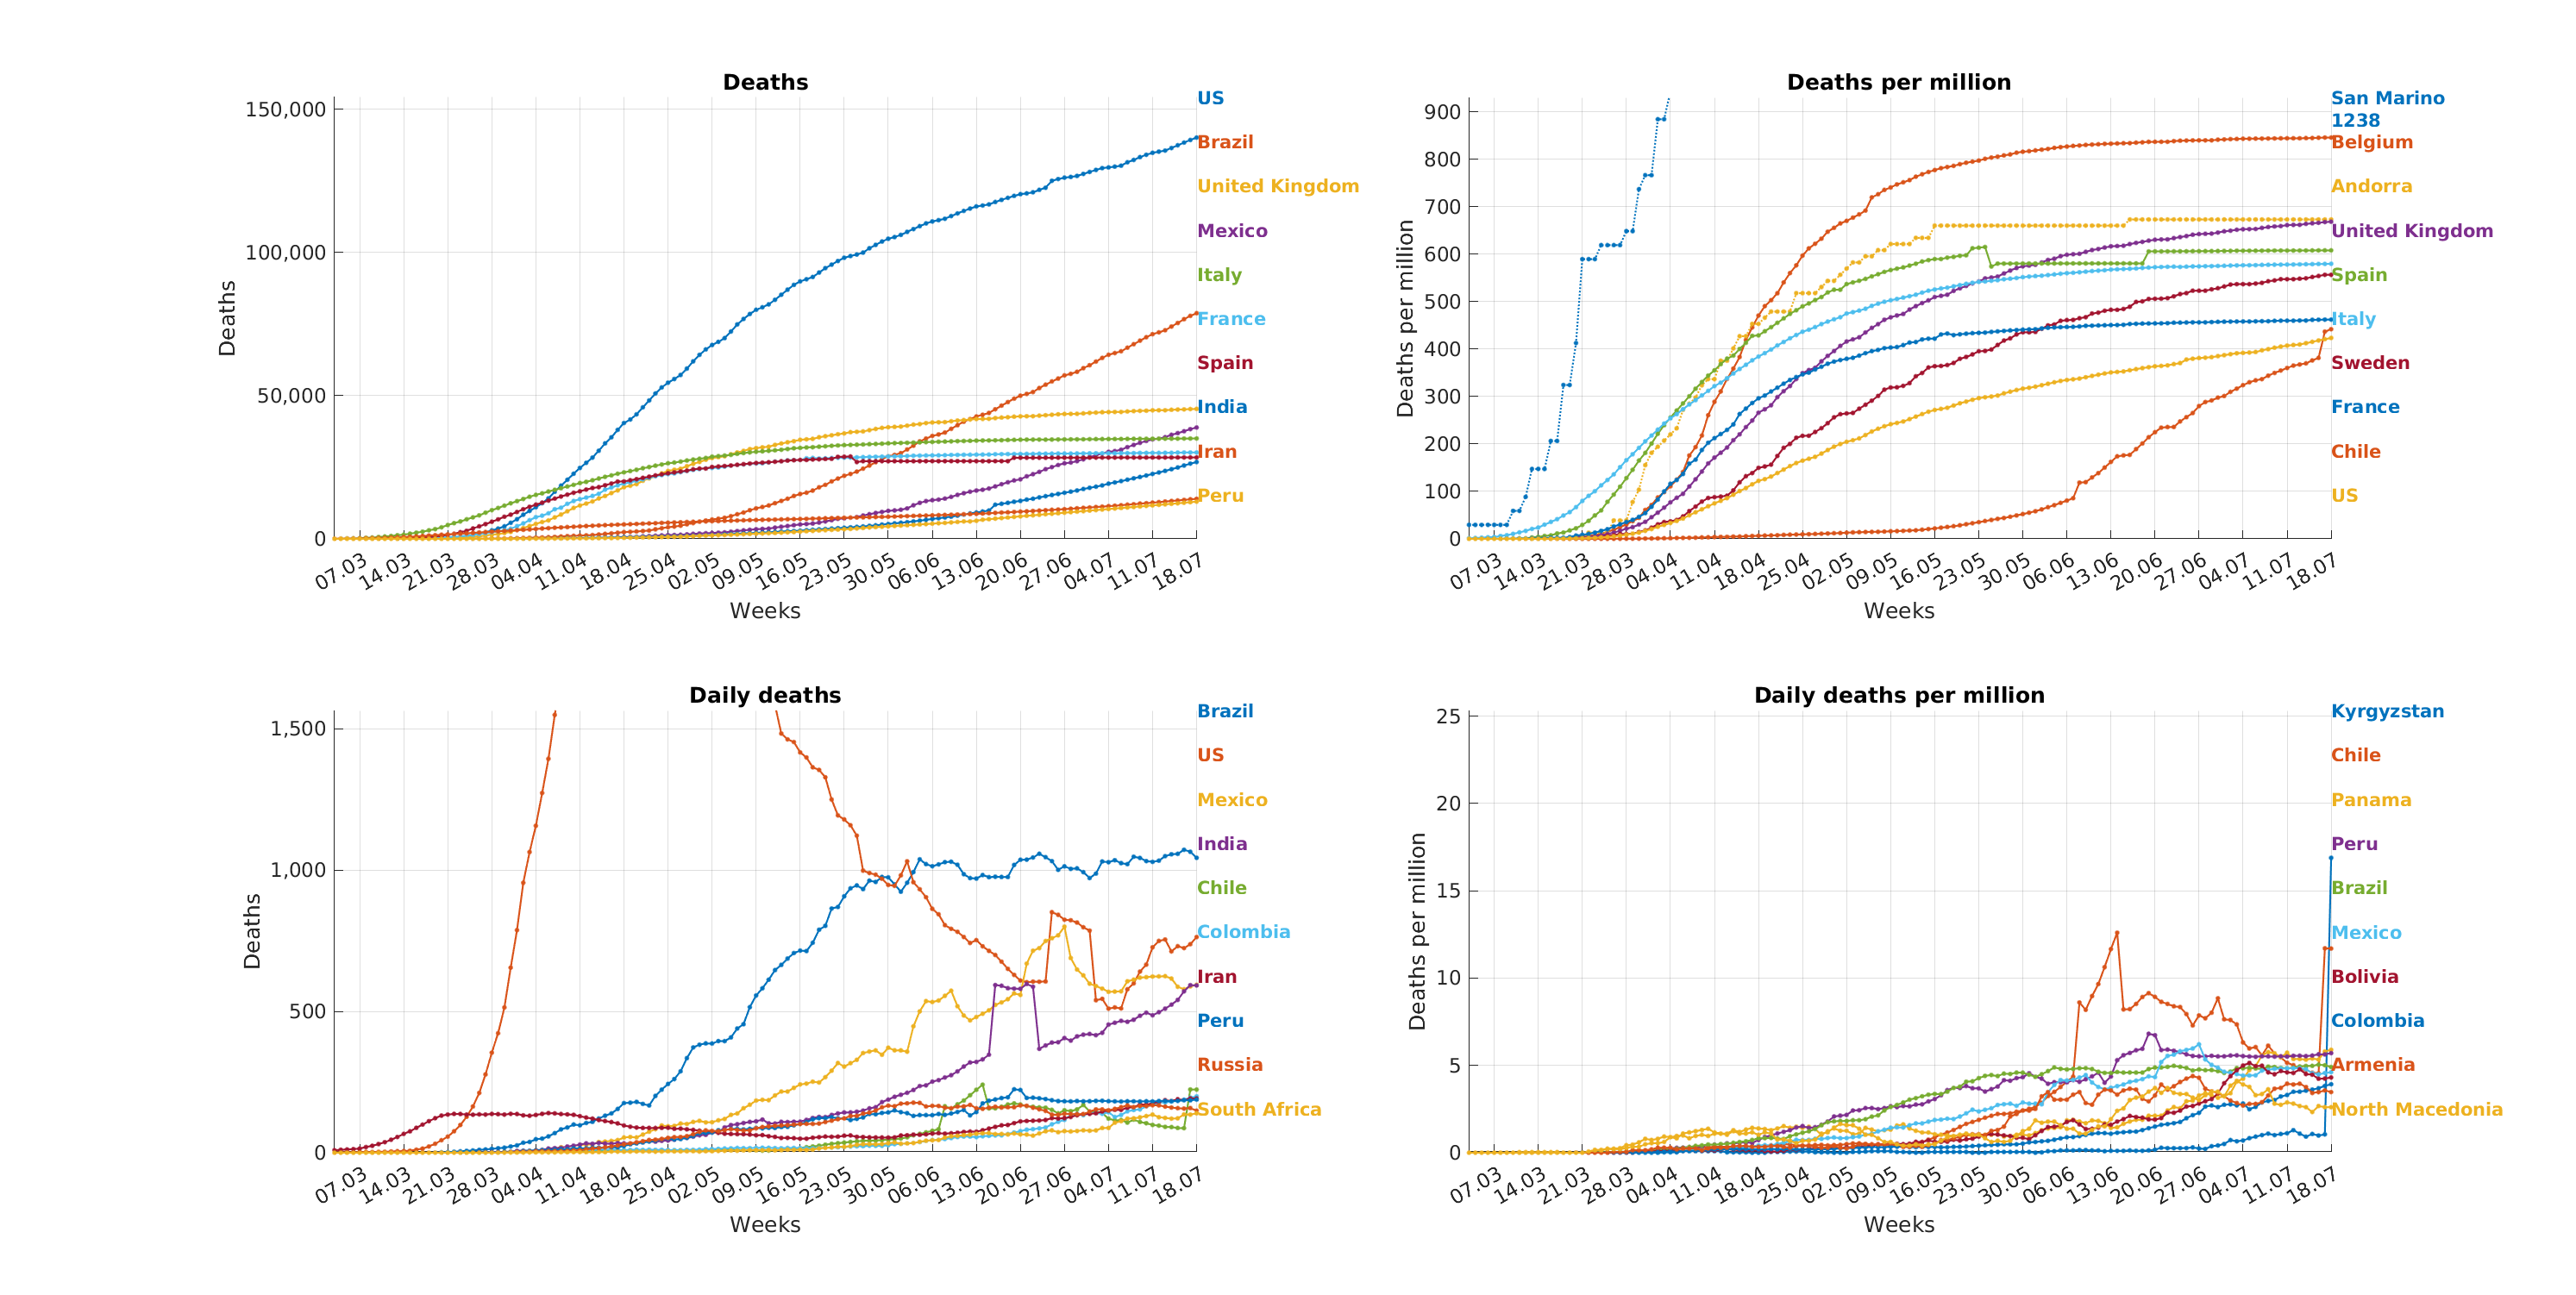 Deaths
150,000
100,000
50,000
0
Deaths
07.03 14.03 21.03 28.03 04.04 11.04 18.04 25.04 02.05 09.05 16.05 23.05 30.05 06.06 13.06 20.06 27.06 04.07 11.07 18.07
Weeks
US
Brazil
United Kingdom
Mexico
Italy
France
Spain
India
Iran
Peru
Deaths per million
900
800
700
600
500
400
300
200
100
0
Deaths per million
07.03 14.03 21.03 28.03 04.04 11.04 18.04 25.04 02.05 09.05 16.05 23.05 30.05 06.06 13.06 20.06 27.06 04.07 11.07 18.07
Weeks
San Marino
1238
Belgium
Andorra
United Kingdom
Spain
Italy
Sweden
France
Chile
US
Daily deaths
1,500
1,000
500
0
Deaths
07.03 14.03 21.03 28.03 04.04 11.04 18.04 25.04 02.05 09.05 16.05 23.05 30.05 06.06 13.06 20.06 27.06 04.07 11.07 18.07
Weeks
Brazil
US
Mexico
India
Chile
Colombia
Iran
Peru
Russia
South Africa
Daily deaths per million
25
20
15
10
5
0
Deaths per million
07.03 14.03 21.03 28.03 04.04 11.04 18.04 25.04 02.05 09.05 16.05 23.05 30.05 06.06 13.06 20.06 27.06 04.07 11.07 18.07
Weeks
Kyrgyzstan
Chile
Panama
Peru
Brazil
Mexico
Bolivia
Colombia
Armenia
North Macedonia